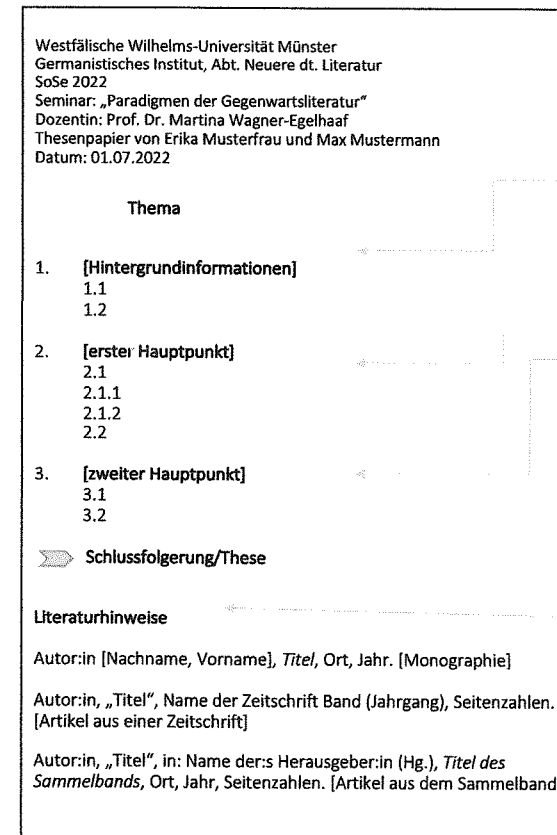 Westfälische Wilhelms-Universität Münster
Germanistisches Institut, Abt. Neuere dt. Literatur
SoSe 2022
Seminar: „Paradigmen der Gegenwartsliteratur“
Dozentin: Prof. Dr. Martina Wagner-Egelhaaf
Thesenpapier von Erika Musterfrau und Max Mustermann
Datum: 01.07.2022
Thema
1. [Hintergrundinformationen]
1.1
1.2
2. [erster Hauptpunkt]
2.1
2.1.1
2.1.2
2.2
3. [zweiter Hauptpunkt]
3.1
3.2
Schlussfolgerung/These
Literaturhinweise
Autor:in [Nachname, Vorname], Titel, Ort, Jahr. [Monographie]
Autor:in, „Titel“, Name der Zeitschrift Band (Jahrgang), Seitenzahlen.
[Artikel aus einer Zeitschrift]
Autor:in, „Titel“, in: Name der:s Herausgeber:in (Hg.), Titel des
Sammelbands, Ort, Jahr, Seitenzahlen. [Artikel aus dem Sammelband